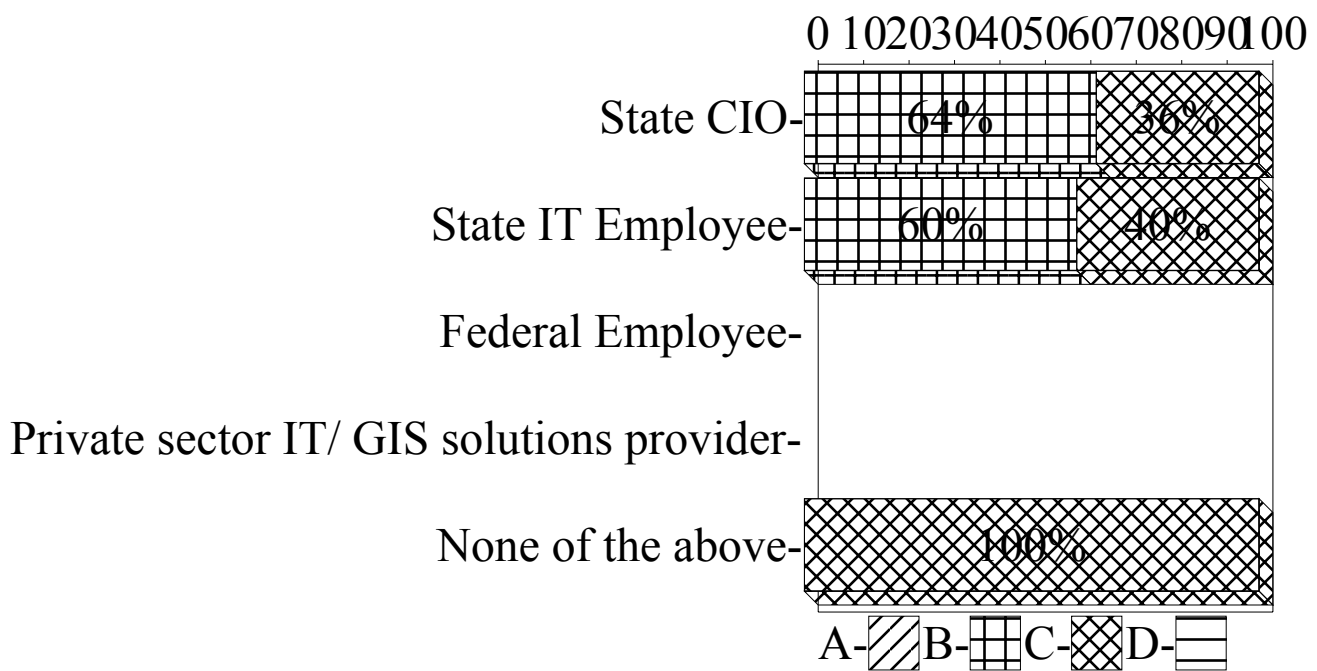 0 10 20 30 40 50 60 70 80 90 100
State CIO- 64% 36%
State IT Employee- 60% 40%
Federal Employee-
Private sector IT/ GIS solutions provider-
None of the above- 100%
A- B- C- D-